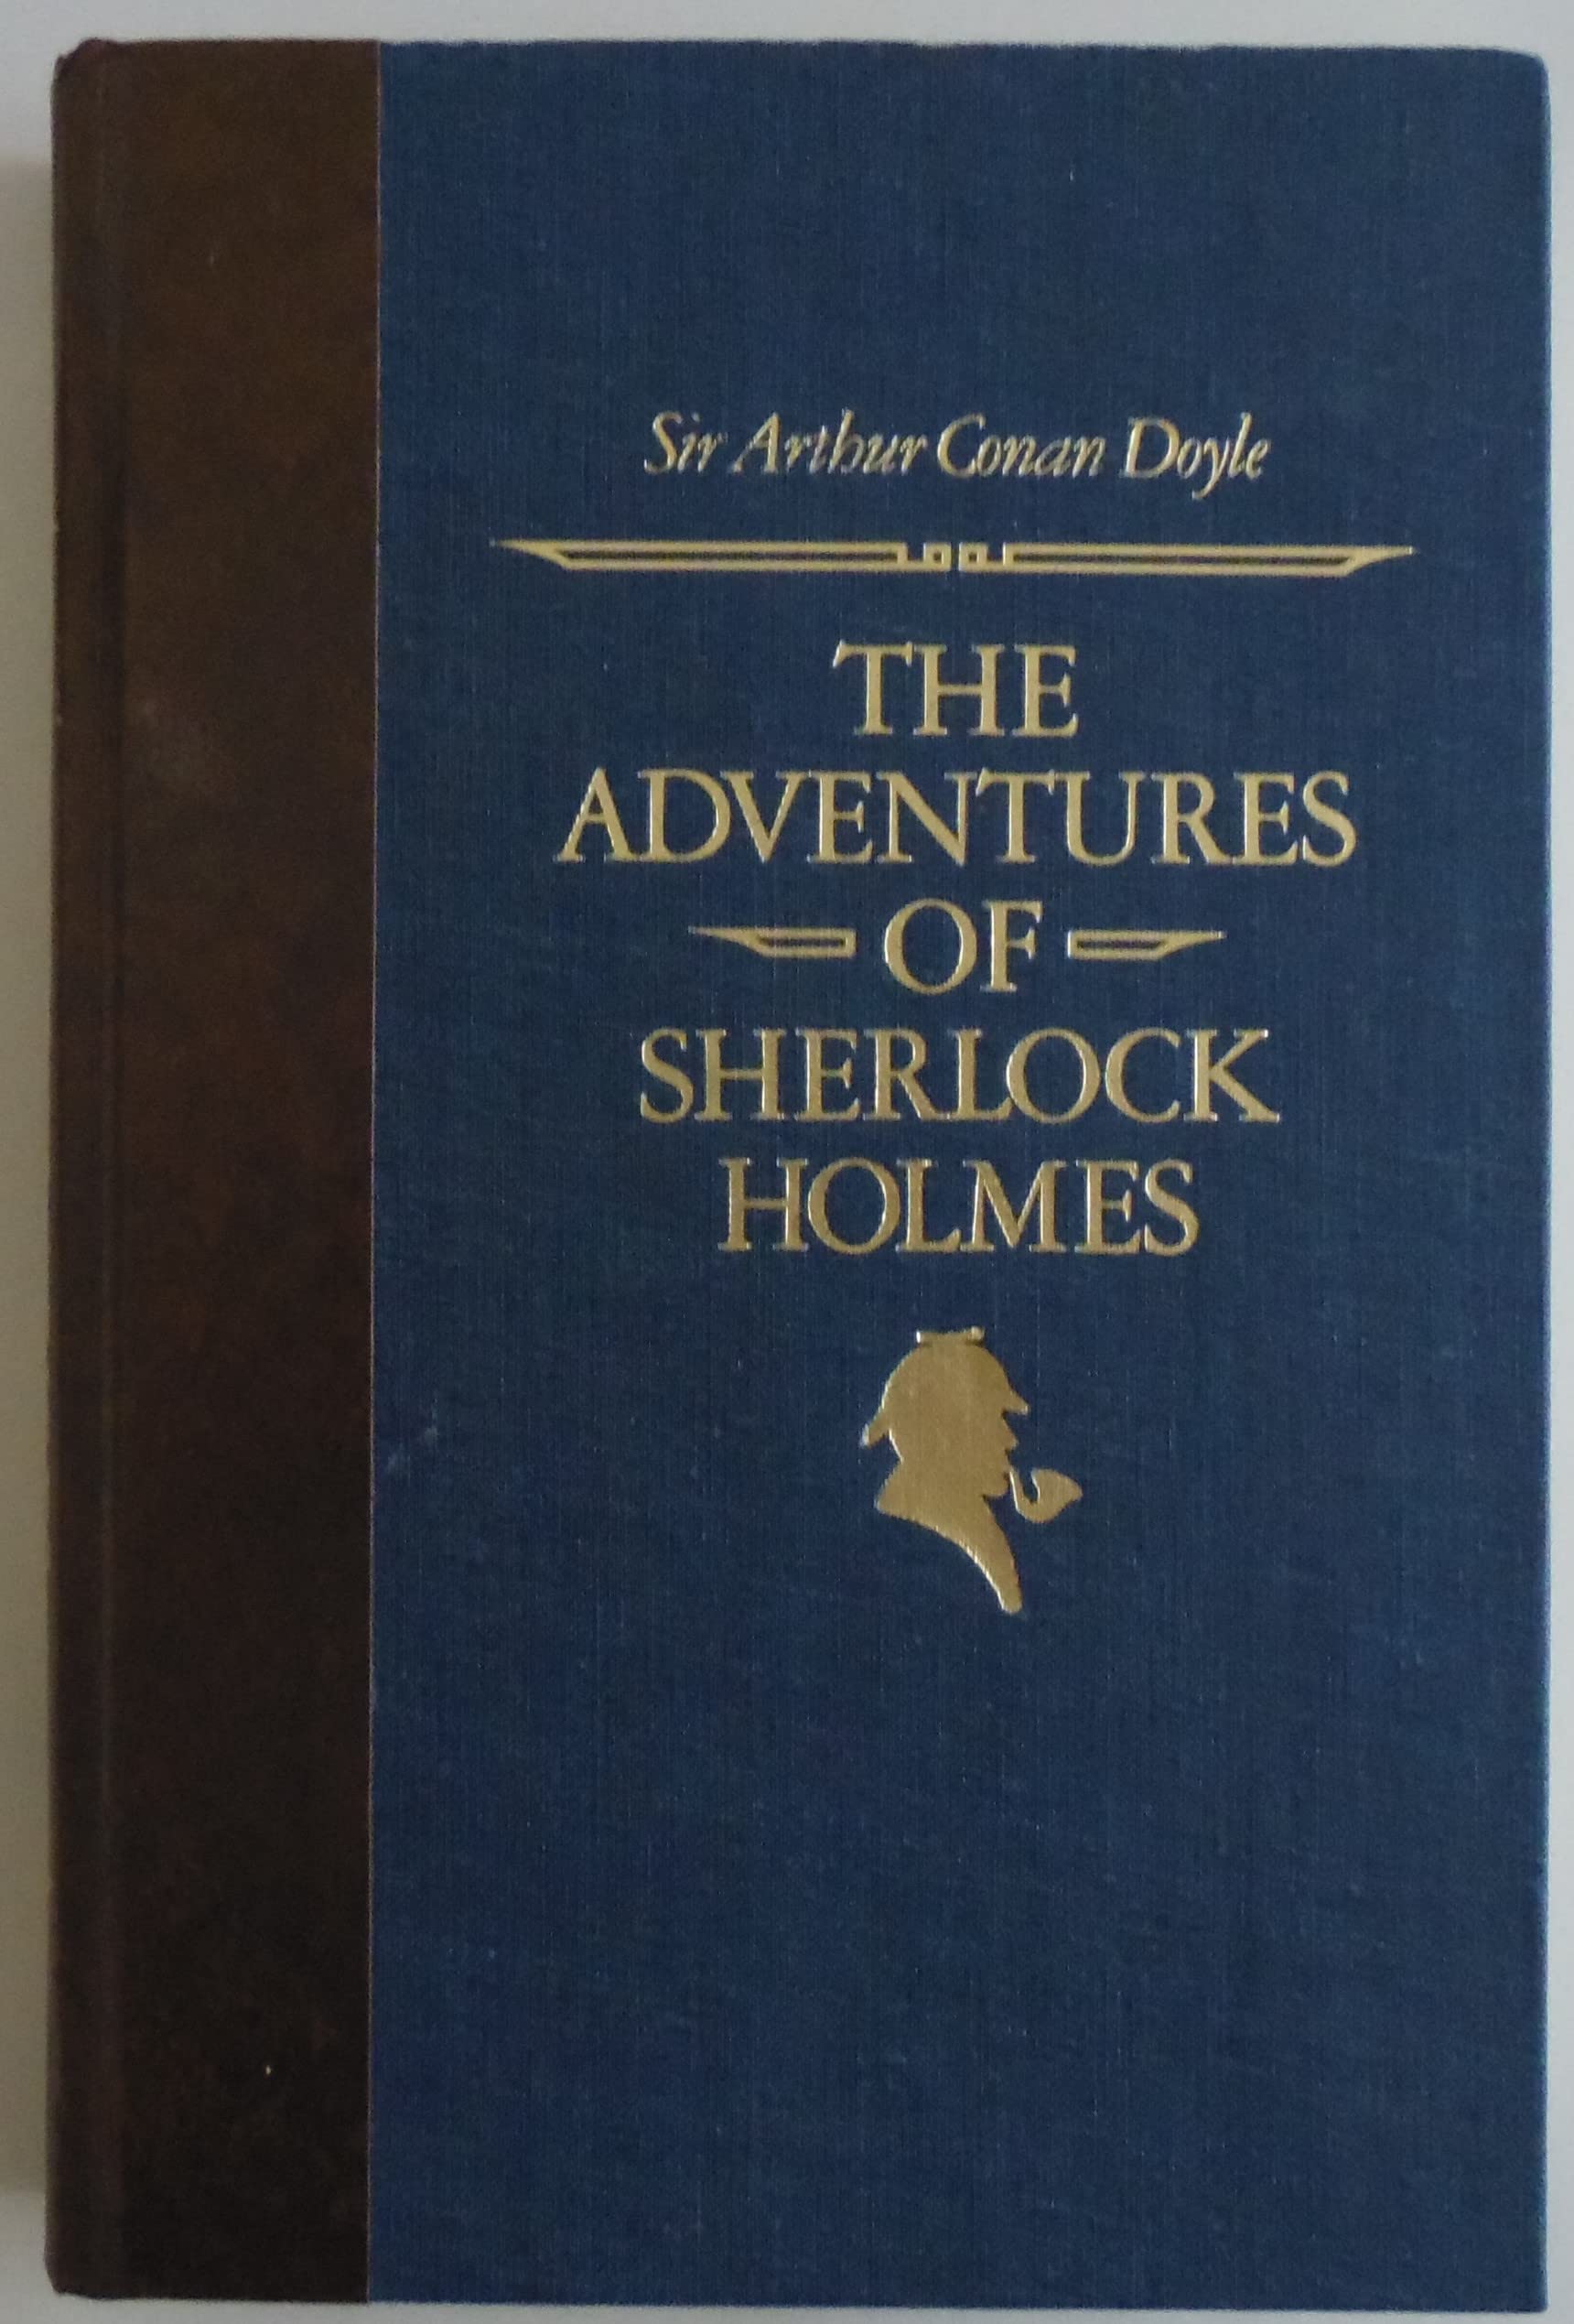 Sir Arthur Conan Doyle
THE
ADVENTURES
OF
SHERLOCK
HOLMES